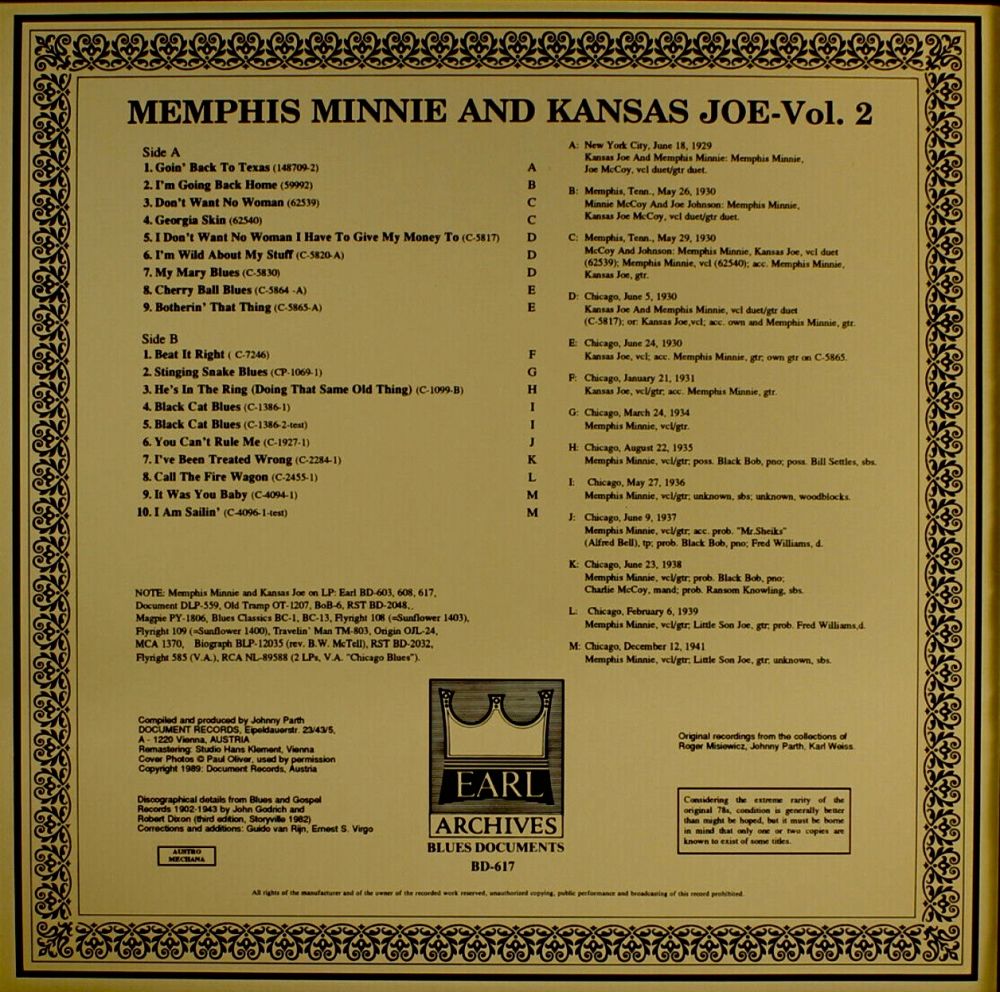 MEMPHIS MINNIE AND KANSAS JOE-Vol. 2
Side A
1. Goin' Back To Texas (148709-2) A
2. I'm Going Back Home (59992) B
3. Don't Want No Woman (62539) C
4. Georgia Skin (62540) C
5. I Don't Want No Woman I Have To Give My Money To (C-5817) D
6. I'm Wild About My Stuff (C-5820-A) D
7. My Mary Blues (C-5830) D
8. Cherry Ball Blues (C-5864 -A) E
9. Botherin' That Thing (C-5865-A) E
Side B
1. Beat It Right ( C-7246) F
2. Stinging Snake Blues (CP-1069-1) G
3. He's In The Ring (Doing That Same Old Thing) (C-1099-B) H
4. Black Cat Blues (C-1386-1) I
5. Black Cat Blues (C-1386-2-test) I
6. You Can't Rule Me (C-1927-1) J
7. I've Been Treated Wrong (C-2284-1) K
8. Call The Fire Wagon (C-2455-1) L
9. It Was You Baby (C-4094-1) M
10. I Am Sailin' (C-4096-1-test) M
A: New York City, June 18, 1929
Kansas Joe And Memphis Minnie: Memphis Minnie,
Joe McCoy, vcl duet/gtr duet.
B: Memphis, Tenn., May 26, 1930
Minnie McCoy And Joe Johnson: Memphis Minnie,
Kansas Joe McCoy, vcl duet/gtr duet.
C: Memphis, Tenn., May 29, 1930
McCoy And Johnson: Memphis Minnie, Kansas Joe, vcl duet
(62539); Memphis Minnie, vcl (62540); acc. Memphis Minnie,
Kansas Joe, gtr.
D: Chicago, June 5, 1930
Kansas Joe And Memphis Minnie, vcl duet/gtr duet
(C-5817); or: Kansas Joe,vcl; acc. own and Memphis Minnie, gtr.
E: Chicago, June 24, 1930
Kansas Joe, vcl; acc. Memphis Minnie, gtr; own gtr on C-5865.
F: Chicago, January 21, 1931
Kansas Joe, vcl/gtr; acc. Memphis Minnie, gtr.
G: Chicago, March 24, 1934
Memphis Minnie, vcl/gtr.
H: Chicago, August 22, 1935
Memphis Minnie, vcl/gtr; poss. Black Bob, pno; poss. Bill Settles, sbs.
I: Chicago, May 27, 1936
Memphis Minnie, vcl/gtr; unknown, sbs; unknown, woodblocks.
J: Chicago, June 9, 1937
Memphis Minnie, vcl/gtr; acc. prob. "Mr.Sheiks"
(Alfred Bell), tp; prob. Black Bob, pno; Fred Williams, d.
K: Chicago, June 23, 1938
Memphis Minnie, vcl/gtr; prob. Black Bob, pno;
Charlie McCoy, mand; prob. Ransom Knowling, sbs.
L: Chicago, February 6, 1939
Memphis Minnie, vcl/gtr; Little Son Joe, gtr; prob. Fred Williams,d.
M: Chicago, December 12, 1941
Memphis Minnie, vcl/gtr; Little Son Joe, gtr; unknown, sbs.
NOTE: Memphis Minnie and Kansas Joe on LP: Earl BD-603, 608, 617,
Document DLP-559, Old Tramp OT-1207, BoB-6, RST BD-2048,
Magpie PY-1806, Blues Classics BC-1, BC-13, Flyright 108 (=Sunflower 1403),
Flyright 109 (=Sunflower 1400), Travelin' Man TM-803, Origin OJL-24,
MCA 1370, Biograph BLP-12035 (rev. B.W. McTell), RST BD-2032,
Flyright 585 (V.A.), RCA NL-89588 (2 LPs, V.A. "Chicago Blues").
Compiled and produced by Johnny Parth
DOCUMENT RECORDS, Eipeldauerstr. 23/43/5,
A - 1220 Vienna, AUSTRIA
Remastering: Studio Hans Klement, Vienna
Cover Photos © Paul Oliver, used by permission
Copyright 1989: Document Records, Austria
Discographical details from Blues and Gospel
Records 1902-1943 by John Godrich and
Robert Dixon (third edition, Storyville 1982)
Corrections and additions: Guido van Rijn, Ernest S. Virgo
AUSTRO
MECHANA
EARL
ARCHIVES
BLUES DOCUMENTS
BD-617
Original recordings from the collections of
Roger Misiewicz, Johnny Parth, Karl Weiss.
Considering the extreme rarity of the
original 78s, condition is generally better
than might be hoped, but it must be borne
in mind that only one or two copies are
known to exist of some titles.
All rights of the manufacturer and of the owner of the recorded work reserved, unauthorized copying, public performance and broadcasting of this record prohibited.